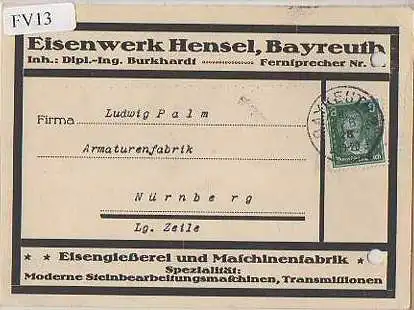 FV13
Eisenwerk Hensel, Bayreuth
Inh.: Dipl.-Ing. Burkhardt ........ Fernsprecher Nr.
Firma
Ludwig Palm
Armaturenfabrik
Nürnberg
Lg. Zeile
BAYREUTH
Eisengießerei und Maschinenfabrik
Spezialität:
Moderne Steinbearbeitungsmaschinen, Transmissionen